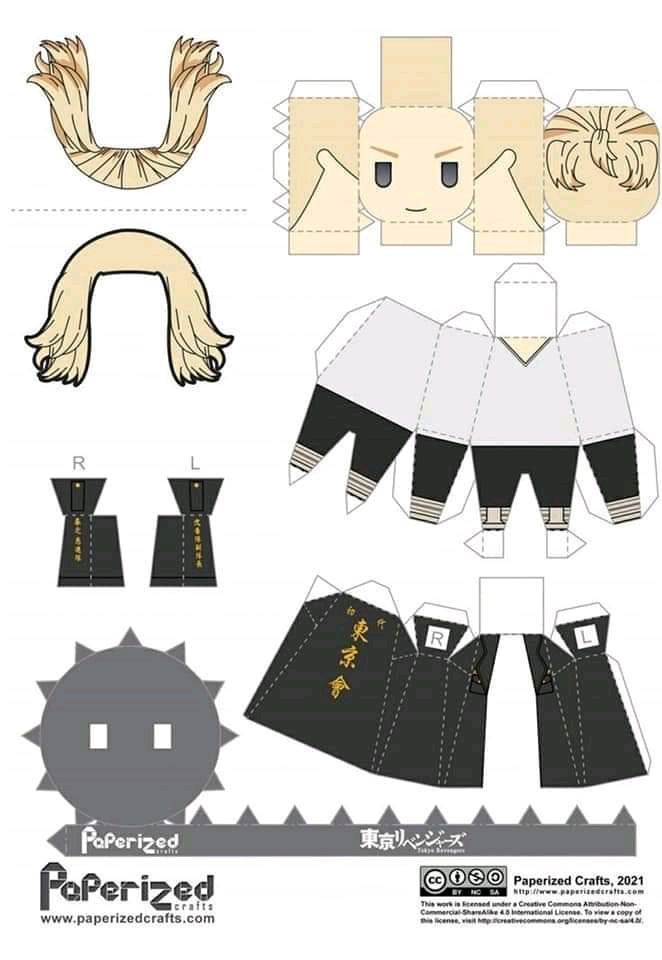 R
L
東
京
會
R
L
Paperized
crafts
東京リベンジャーズ
Tokyo Revengers
Paperized
crafts
www.paperizedcrafts.com
cc
BY NC SA
Paperized Crafts, 2021
http://www.paperizedcrafts.com
This work is licensed under a Creative Commons Attribution-Non-
Commercial-ShareAlike 4.0 International License. To view a copy of
this license, visit http://creativecommons.org/licenses/by-nc-sa/4.0/.